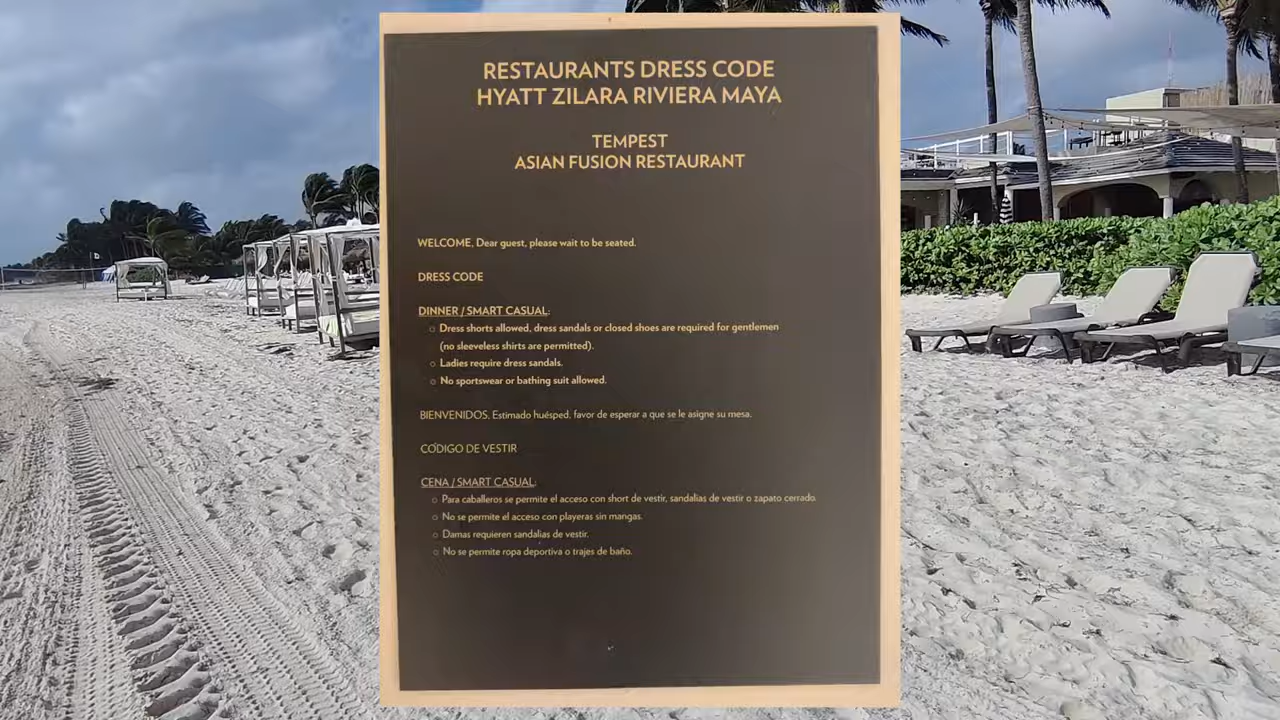 RESTAURANTS DRESS CODE
HYATT ZILARA RIVIERA MAYA
TEMPEST
ASIAN FUSION RESTAURANT
WELCOME, Dear guest, please wait to be seated.
DRESS CODE
DINNER / SMART CASUAL:
○ Dress shorts allowed, dress sandals or closed shoes are required for gentlemen
(no sleeveless shirts are permitted).
○ Ladies require dress sandals.
○ No sportswear or bathing suit allowed.
BIENVENIDOS, Estimado huésped, favor de esperar a que se le asigne su mesa.
CÓDIGO DE VESTIR
CENA / SMART CASUAL:
○ Para caballeros se permite el acceso con short de vestir, sandalias de vestir o zapato cerrado.
○ No se permite el acceso con playeras sin mangas.
○ Damas requieren sandalias de vestir.
○ No se permite ropa deportiva o trajes de baño.